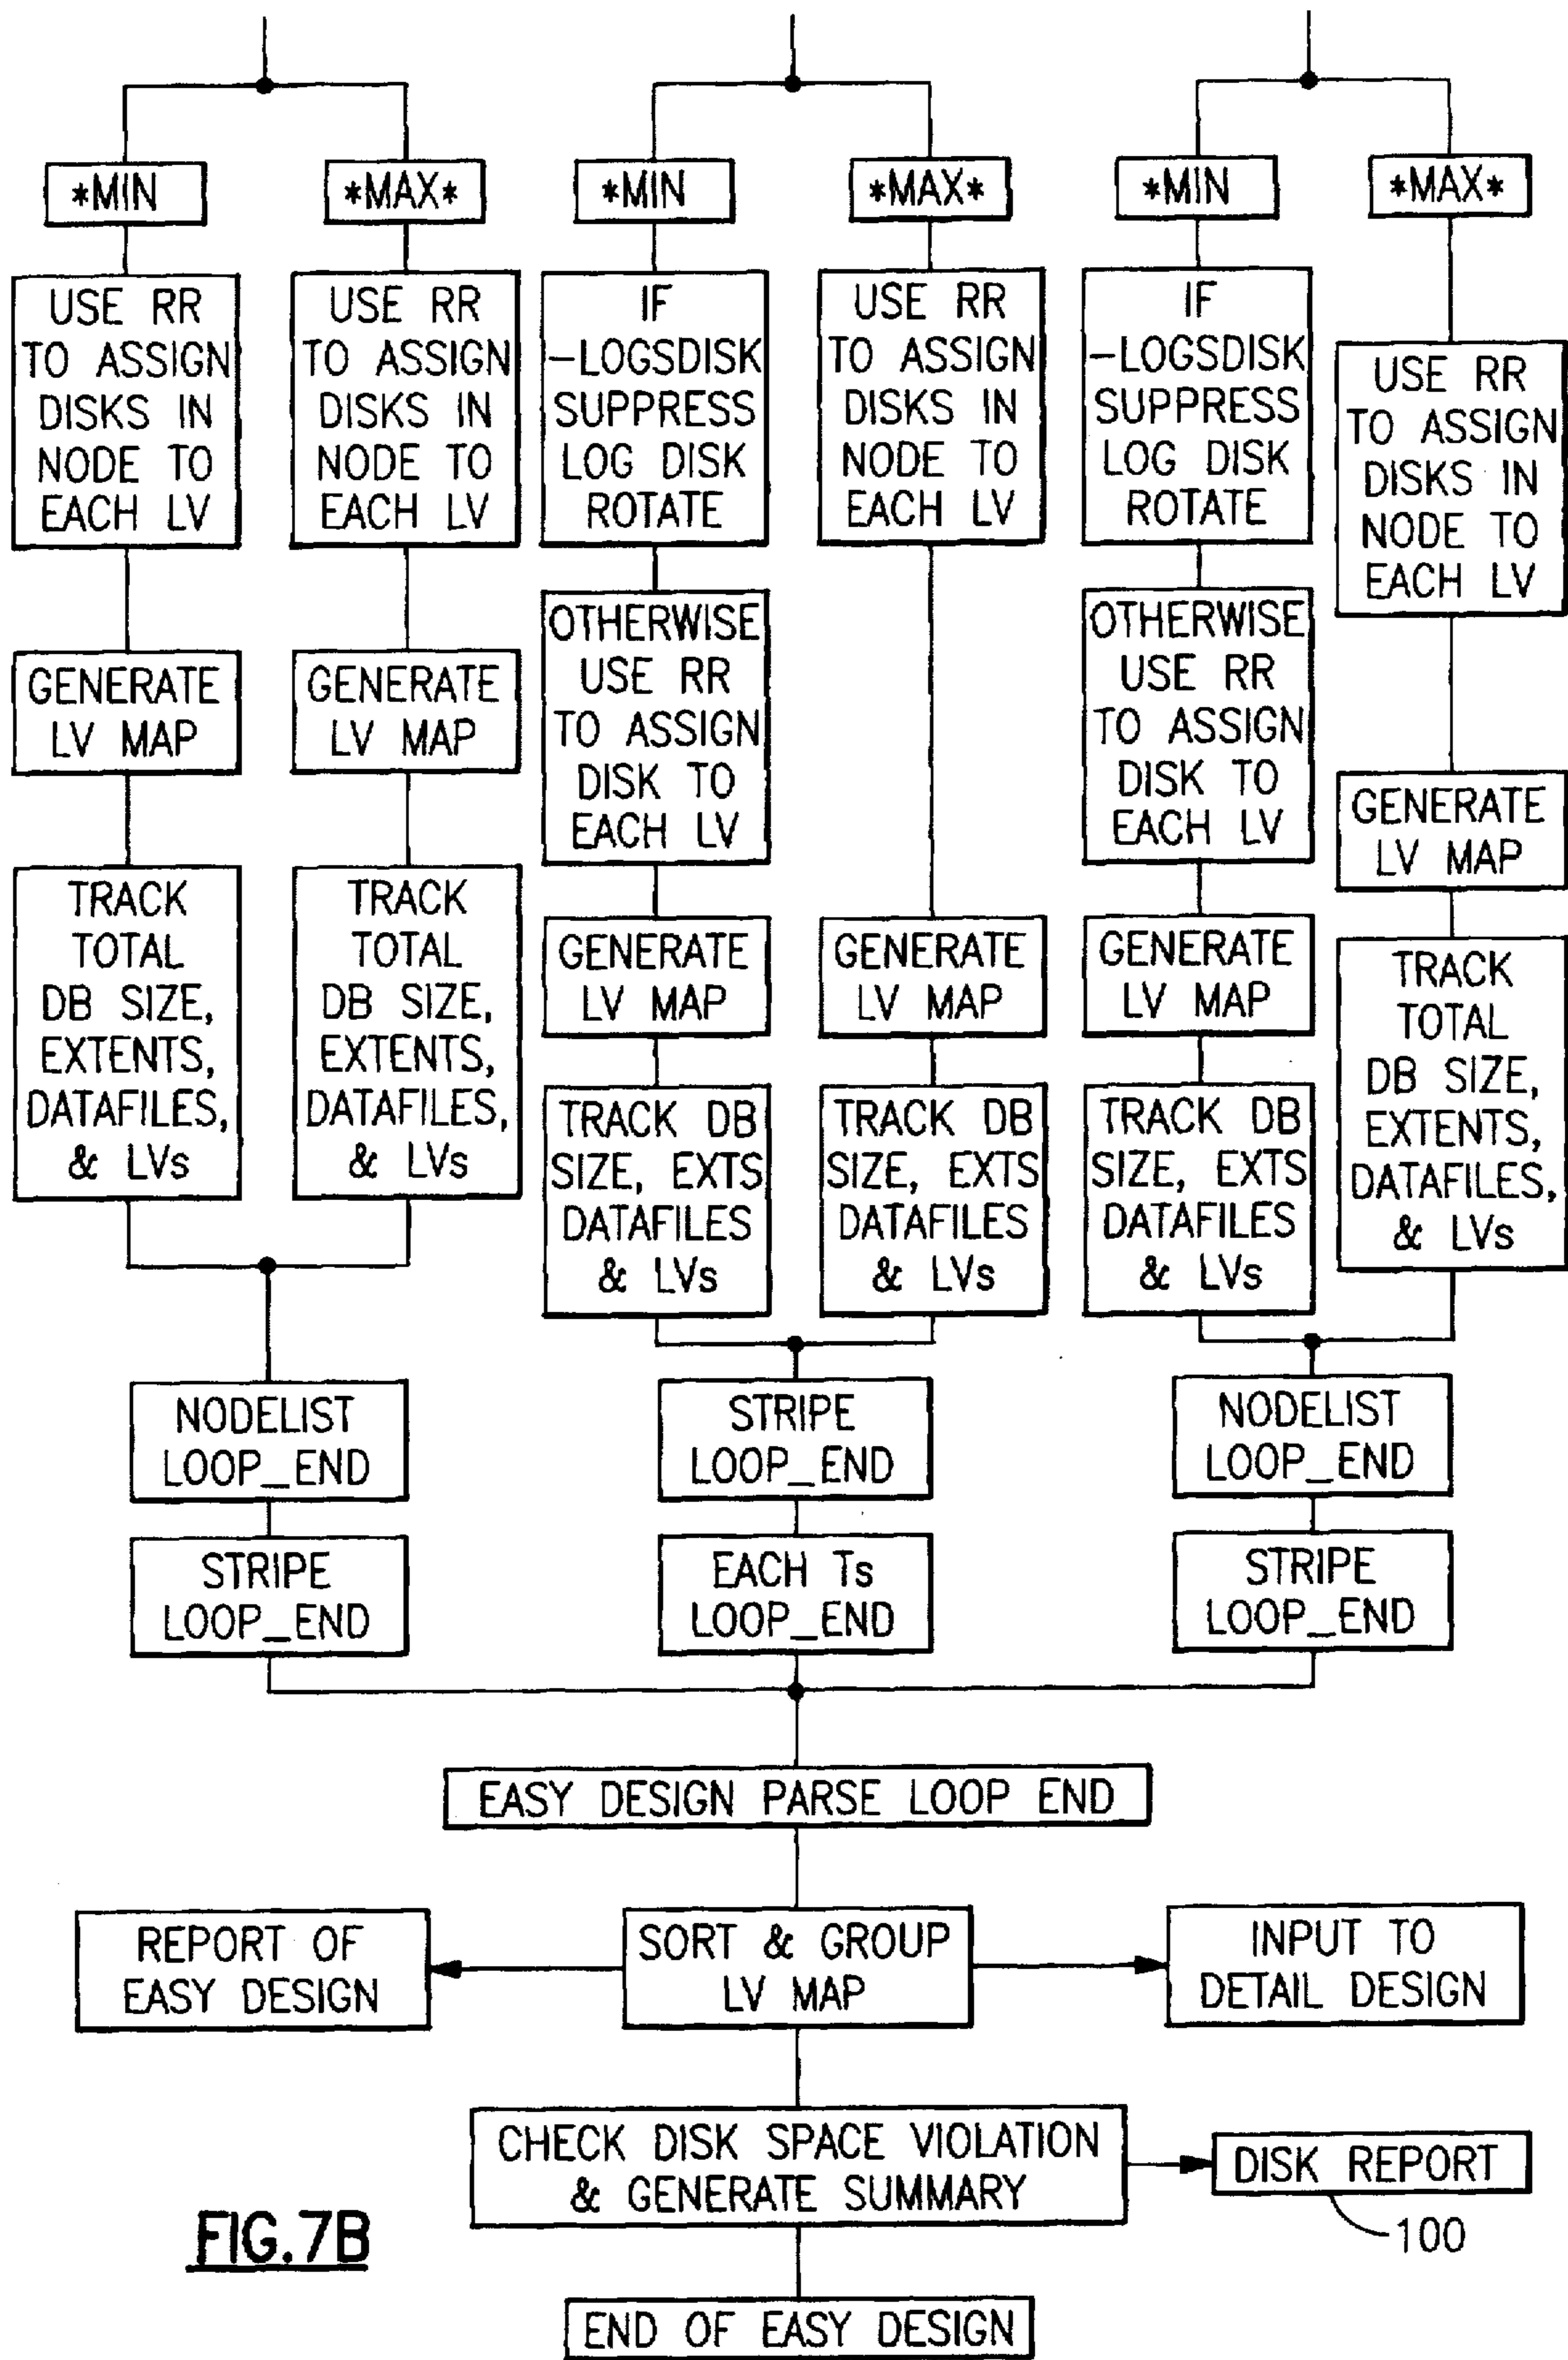 *MIN
*MAX*
*MIN
*MAX*
*MIN
*MAX*
USE RR
TO ASSIGN
DISKS IN
NODE TO
EACH LV
GENERATE
LV MAP
TRACK
TOTAL
DB SIZE,
EXTENTS,
DATAFILES,
& LVs
USE RR
TO ASSIGN
DISKS IN
NODE TO
EACH LV
GENERATE
LV MAP
TRACK
TOTAL
DB SIZE,
EXTENTS,
DATAFILES,
& LVs
NODELIST
LOOP_END
STRIPE
LOOP_END
IF
-LOGSDISK
SUPPRESS
LOG DISK
ROTATE
OTHERWISE
USE RR
TO ASSIGN
DISK TO
EACH LV
GENERATE
LV MAP
TRACK DB
SIZE, EXTS
DATAFILES
& LVs
USE RR
TO ASSIGN
DISKS IN
NODE TO
EACH LV
GENERATE
LV MAP
TRACK DB
SIZE, EXTS
DATAFILES
& LVs
STRIPE
LOOP_END
EACH Ts
LOOP_END
IF
-LOGSDISK
SUPPRESS
LOG DISK
ROTATE
OTHERWISE
USE RR
TO ASSIGN
DISK TO
EACH LV
GENERATE
LV MAP
TRACK DB
SIZE, EXTS
DATAFILES
& LVs
USE RR
TO ASSIGN
DISKS IN
NODE TO
EACH LV
GENERATE
LV MAP
TRACK
TOTAL
DB SIZE,
EXTENTS,
DATAFILES,
& LVs
NODELIST
LOOP_END
STRIPE
LOOP_END
EASY DESIGN PARSE LOOP END
REPORT OF
EASY DESIGN
SORT & GROUP
LV MAP
INPUT TO
DETAIL DESIGN
CHECK DISK SPACE VIOLATION
& GENERATE SUMMARY
DISK REPORT
100
FIG.7B
END OF EASY DESIGN